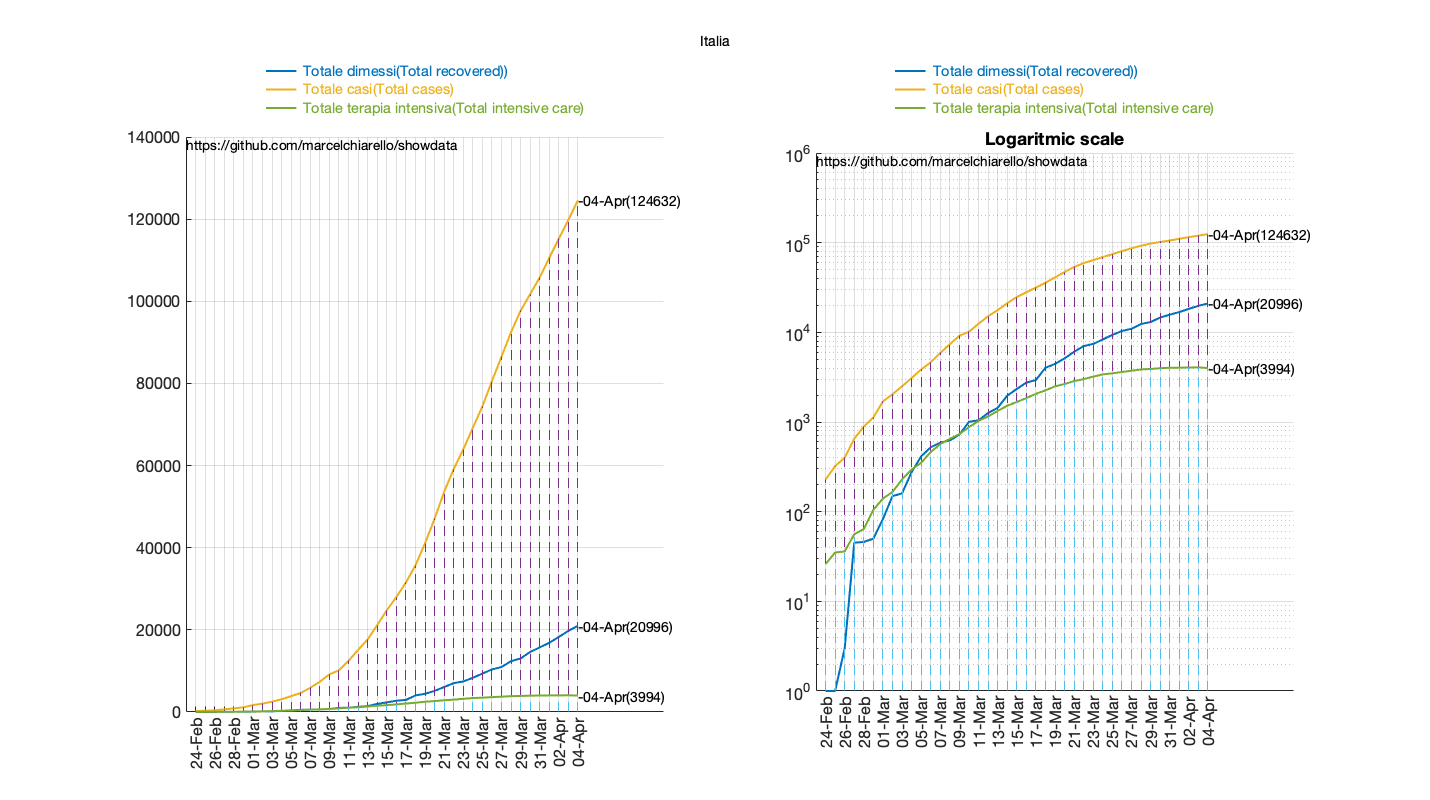 Italia
Totale dimessi(Total recovered))
Totale casi(Total cases)
Totale terapia intensiva(Total intensive care)
140000
120000
100000
80000
60000
40000
20000
0
https://github.com/marcelchiarello/showdata
-04-Apr(124632)
-04-Apr(20996)
-04-Apr(3994)
24-Feb
26-Feb
28-Feb
01-Mar
03-Mar
05-Mar
07-Mar
09-Mar
11-Mar
13-Mar
15-Mar
17-Mar
19-Mar
21-Mar
23-Mar
25-Mar
27-Mar
29-Mar
31-Mar
02-Apr
04-Apr
Totale dimessi(Total recovered))
Totale casi(Total cases)
Totale terapia intensiva(Total intensive care)
Logaritmic scale
10^6
10^5
10^4
10^3
10^2
10^1
10^0
https://github.com/marcelchiarello/showdata
-04-Apr(124632)
-04-Apr(20996)
-04-Apr(3994)
24-Feb
26-Feb
28-Feb
01-Mar
03-Mar
05-Mar
07-Mar
09-Mar
11-Mar
13-Mar
15-Mar
17-Mar
19-Mar
21-Mar
23-Mar
25-Mar
27-Mar
29-Mar
31-Mar
02-Apr
04-Apr